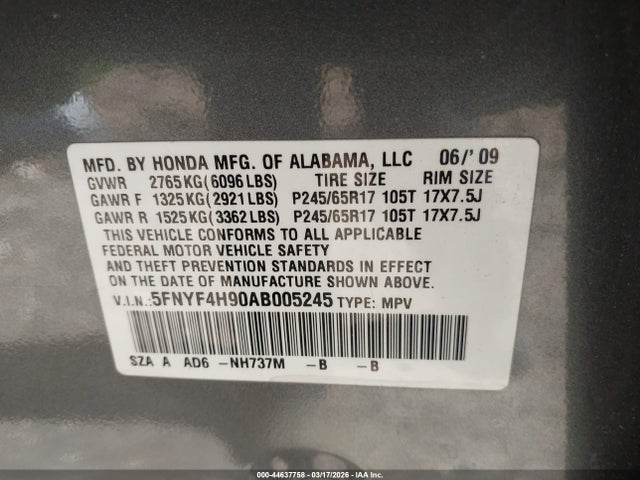 MFD. BY HONDA MFG. OF ALABAMA, LLC 06/'09
GVWR 2765KG(6096LBS) TIRE SIZE RIM SIZE
GAWR F 1325KG(2921LBS) P245/65R17 105T 17X7.5J
GAWR R 1525KG(3362LBS) P245/65R17 105T 17X7.5J
THIS VEHICLE CONFORMS TO ALL APPLICABLE
FEDERAL MOTOR VEHICLE SAFETY
AND THEFT PREVENTION STANDARDS IN EFFECT
ON THE DATE OF MANUFACTURE SHOWN ABOVE.
V.I.N.:5FNYF4H90AB005245 TYPE: MPV
SZA A AD6 -NH737M -B -B
000-44637758 - 03/17/2026 - IAA Inc.